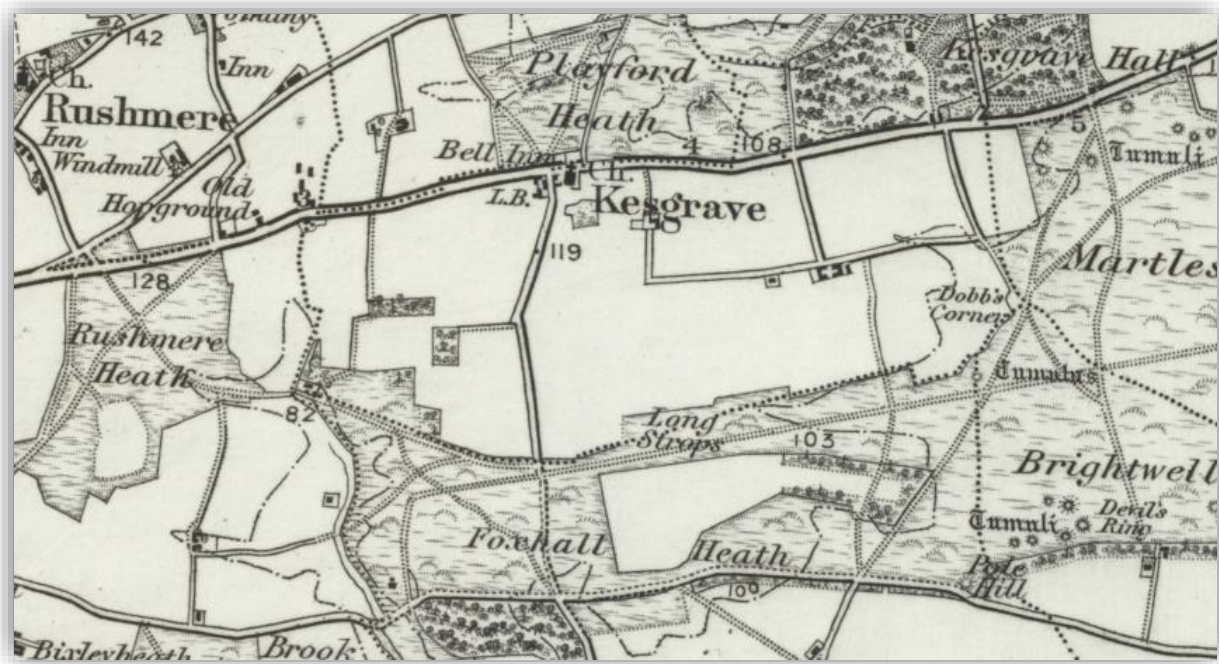 142
Inn
Ch.
Rushmere
Inn
Windmill
Old
Hopground
128
Rushmere
Heath
82
Playford
Heath
Bell Inn
Ch.
L.B.
Kesgrave
4
108
119
Kesgrave Hall
5
Tumuli
Martles
Dobb's
Corner
Tumulus
Long
Strops
103
Brightwell
Tumuli
Devil's
Ring
Foxhall
Heath
Pole
Hill
100
Bixleyheath
Brook